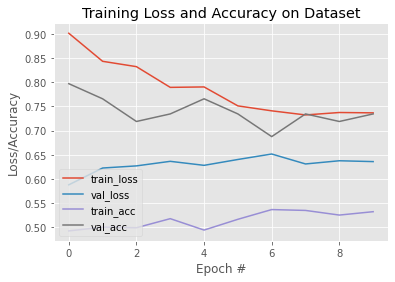 Training Loss and Accuracy on Dataset
0.90
0.85
0.80
0.75
0.70
0.65
0.60
0.55
0.50
Loss/Accuracy
train_loss
val_loss
train_acc
val_acc
0 2 4 6 8
Epoch #